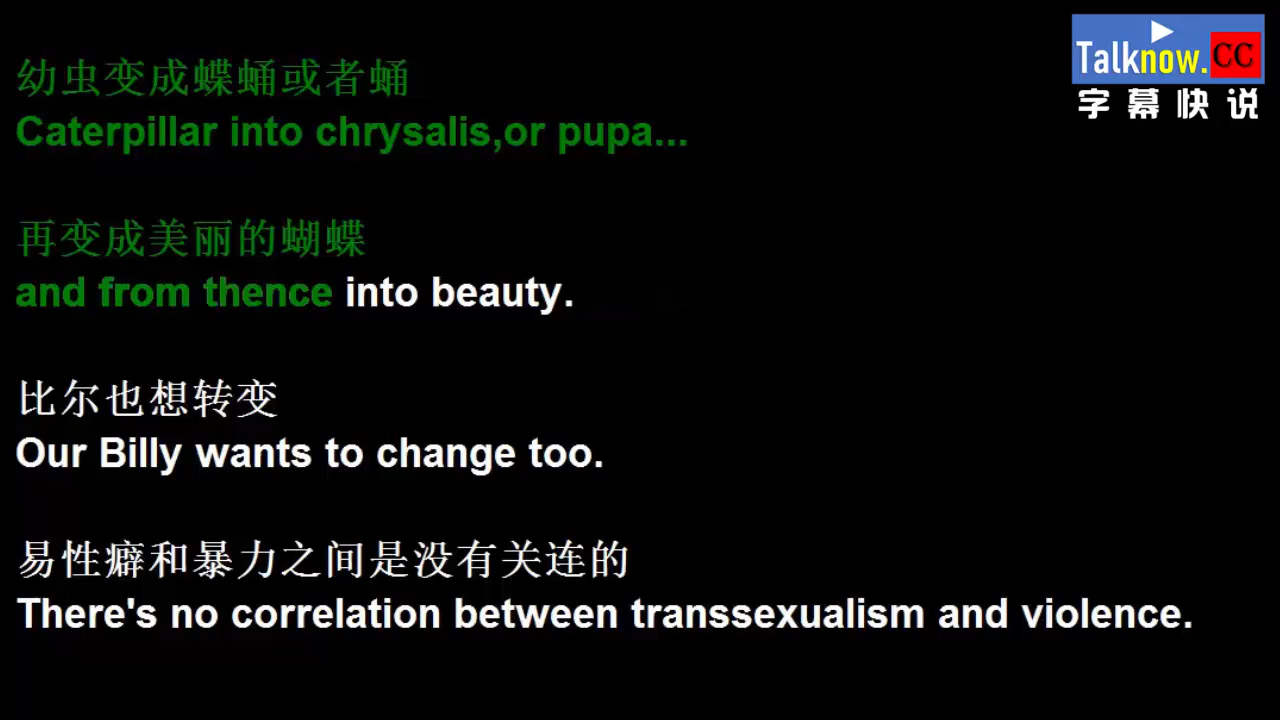 Talknow.CC
字幕快说
幼虫变成蝶蛹或者蛹
Caterpillar into chrysalis,or pupa...
再变成美丽的蝴蝶
and from thence into beauty.
比尔也想转变
Our Billy wants to change too.
易性癖和暴力之间是没有关连的
There's no correlation between transsexualism and violence.